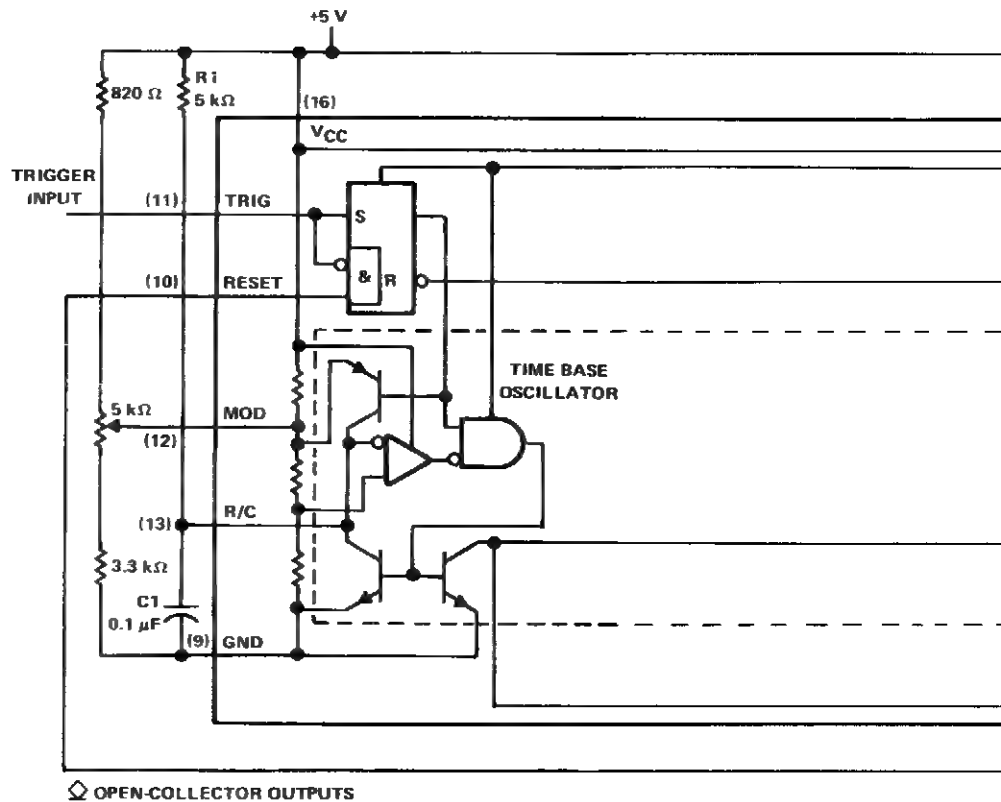 +5 V
820 Ω
R1
5 kΩ
(16)
VCC
TRIGGER
INPUT
(11)
TRIG
S
&
R
(10)
RESET
TIME BASE
OSCILLATOR
5 kΩ
MOD
(12)
(13)
R/C
3.3 kΩ
C1
0.1 µF
(9)
GND
OPEN-COLLECTOR OUTPUTS